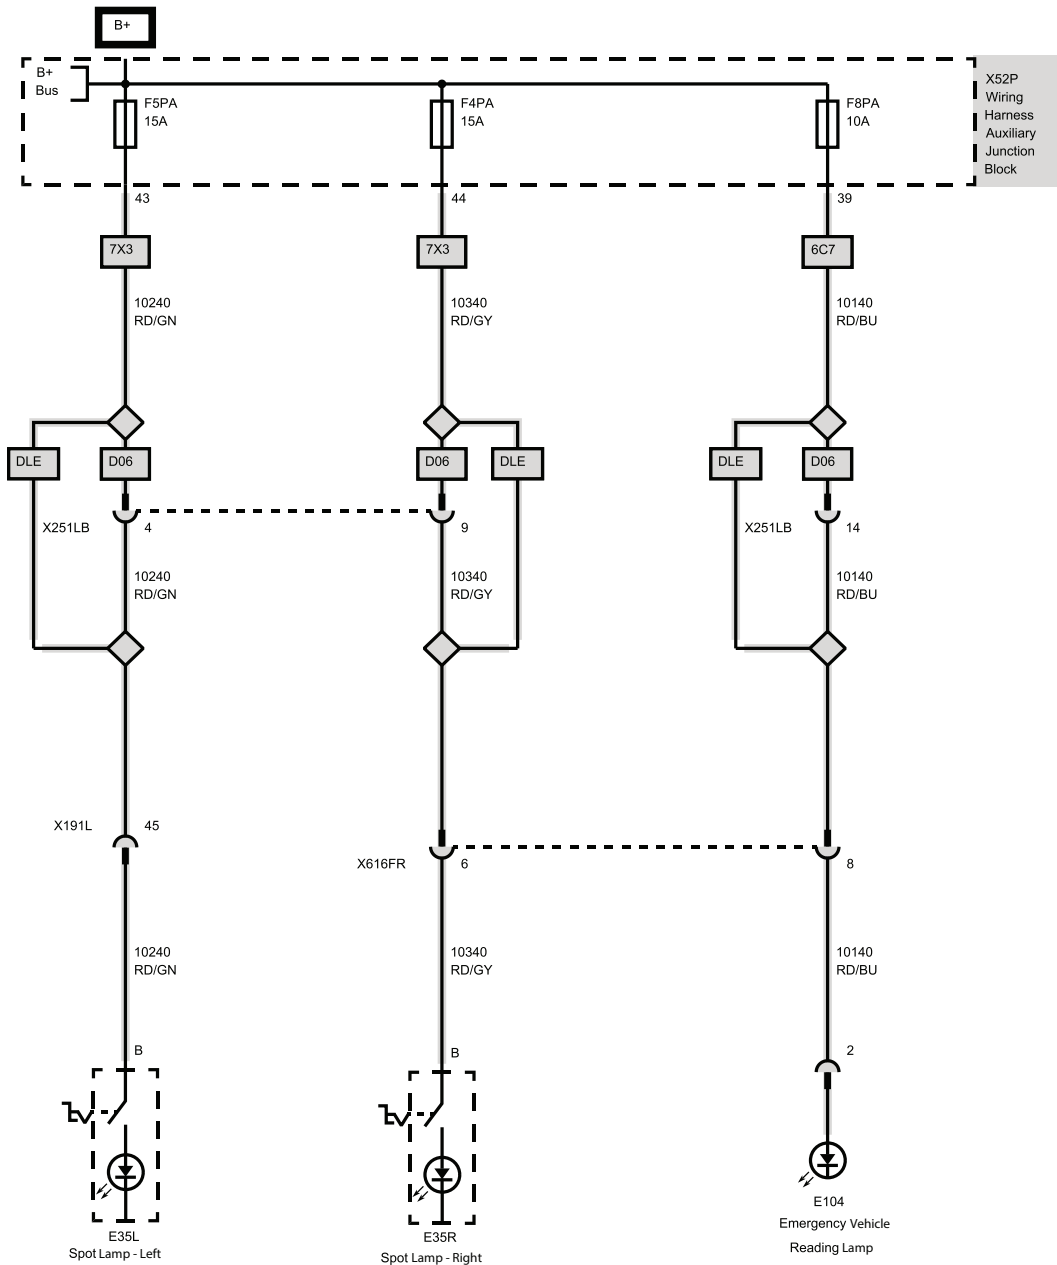 B+
B+
Bus
F5PA
15A
F4PA
15A
F8PA
10A
X52P
Wiring
Harness
Auxiliary
Junction
Block
43
44
39
7X3
7X3
6C7
10240
RD/GN
10340
RD/GY
10140
RD/BU
DLE
D06
D06
DLE
DLE
D06
X251LB
4
9
X251LB
14
10240
RD/GN
10340
RD/GY
10140
RD/BU
X191L
45
X616FR
6
8
10240
RD/GN
10340
RD/GY
10140
RD/BU
B
B
2
E35L
Spot Lamp - Left
E35R
Spot Lamp - Right
E104
Emergency Vehicle
Reading Lamp